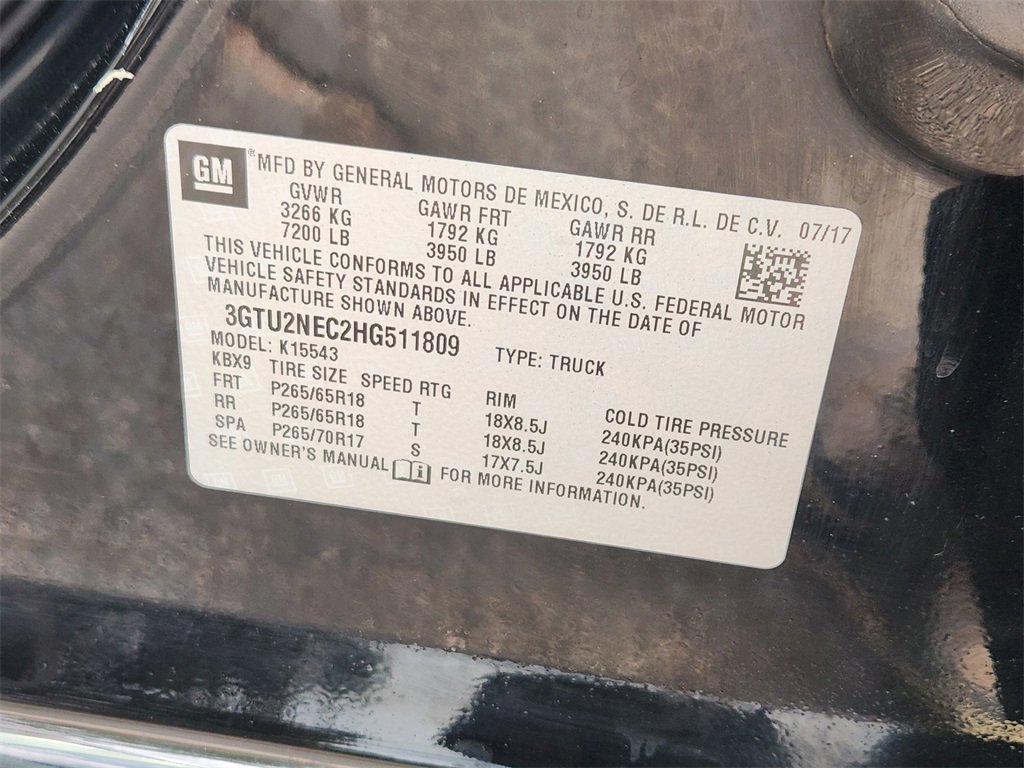 GM ® MFD BY GENERAL MOTORS DE MEXICO, S. DE R.L. DE C.V. 07/17
GVWR GAWR FRT GAWR RR
3266 KG 1792 KG 1792 KG
7200 LB 3950 LB 3950 LB
THIS VEHICLE CONFORMS TO ALL APPLICABLE U.S. FEDERAL MOTOR
VEHICLE SAFETY STANDARDS IN EFFECT ON THE DATE OF
MANUFACTURE SHOWN ABOVE.
3GTU2NEC2HG511809 TYPE: TRUCK
MODEL: K15543
KBX9 TIRE SIZE SPEED RTG RIM COLD TIRE PRESSURE
FRT P265/65R18 T 18X8.5J 240KPA(35PSI)
RR P265/65R18 T 18X8.5J 240KPA(35PSI)
SPA P265/70R17 S 17X7.5J 240KPA(35PSI)
SEE OWNER'S MANUAL i FOR MORE INFORMATION.